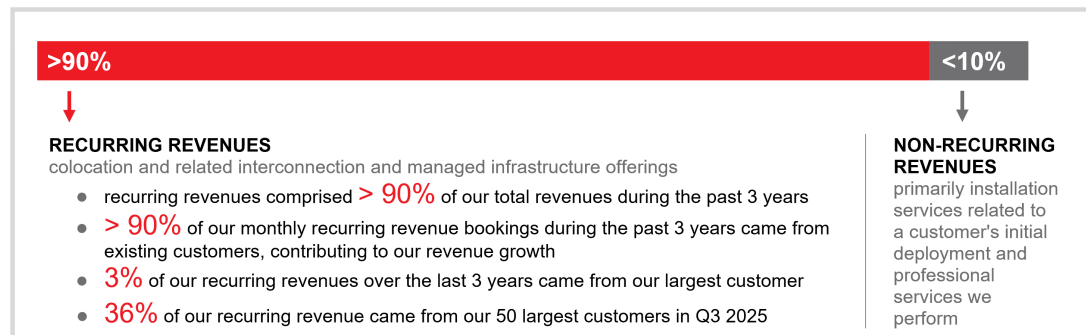 >90%
<10%
RECURRING REVENUES
colocation and related interconnection and managed infrastructure offerings
● recurring revenues comprised > 90% of our total revenues during the past 3 years
● > 90% of our monthly recurring revenue bookings during the past 3 years came from
existing customers, contributing to our revenue growth
● 3% of our recurring revenues over the last 3 years came from our largest customer
● 36% of our recurring revenue came from our 50 largest customers in Q3 2025
NON-RECURRING
REVENUES
primarily installation
services related to
a customer's initial
deployment and
professional
services we
perform